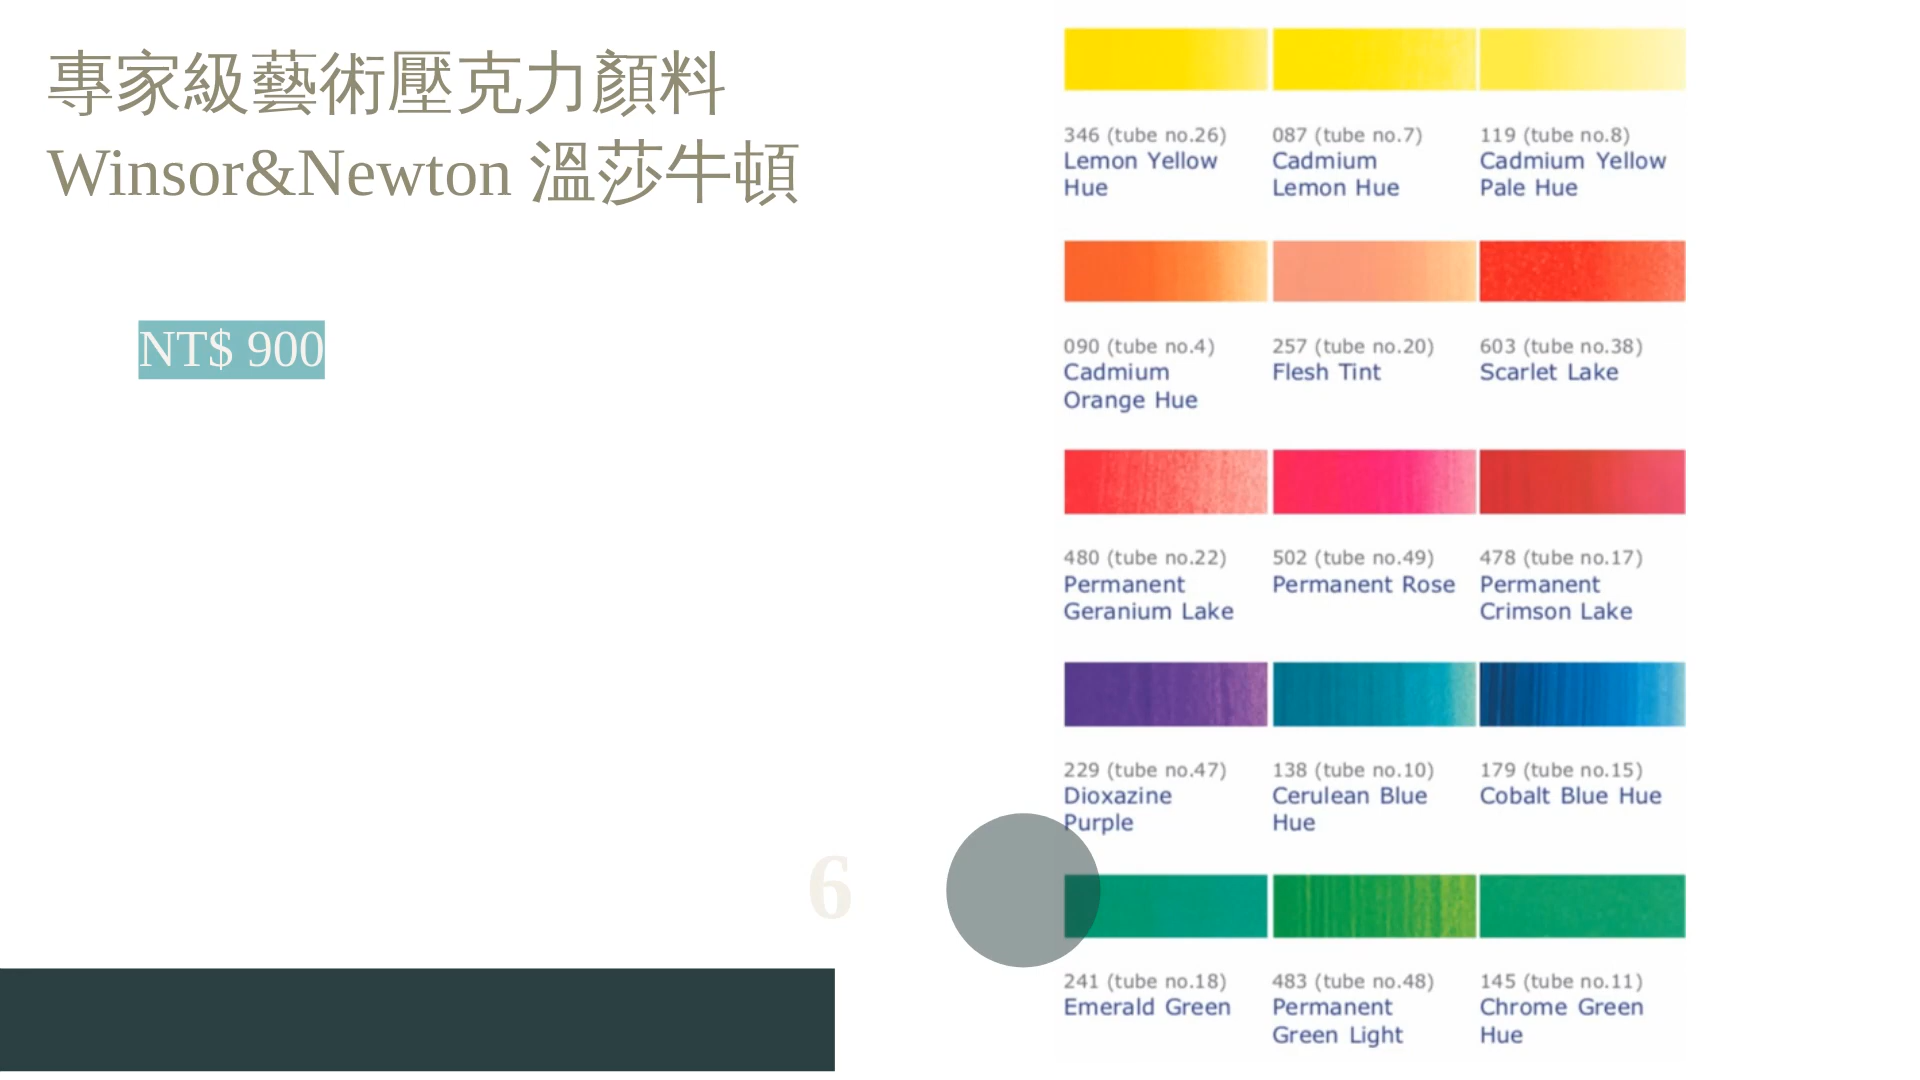 專家級藝術壓克力顏料
Winsor&Newton 溫莎牛頓
NT$ 900
6
346 (tube no.26)
Lemon Yellow
Hue
087 (tube no.7)
Cadmium
Lemon Hue
119 (tube no.8)
Cadmium Yellow
Pale Hue
090 (tube no.4)
Cadmium
Orange Hue
257 (tube no.20)
Flesh Tint
603 (tube no.38)
Scarlet Lake
480 (tube no.22)
Permanent
Geranium Lake
502 (tube no.49)
Permanent Rose
478 (tube no.17)
Permanent
Crimson Lake
229 (tube no.47)
Dioxazine
Purple
138 (tube no.10)
Cerulean Blue
Hue
179 (tube no.15)
Cobalt Blue Hue
241 (tube no.18)
Emerald Green
483 (tube no.48)
Permanent
Green Light
145 (tube no.11)
Chrome Green
Hue